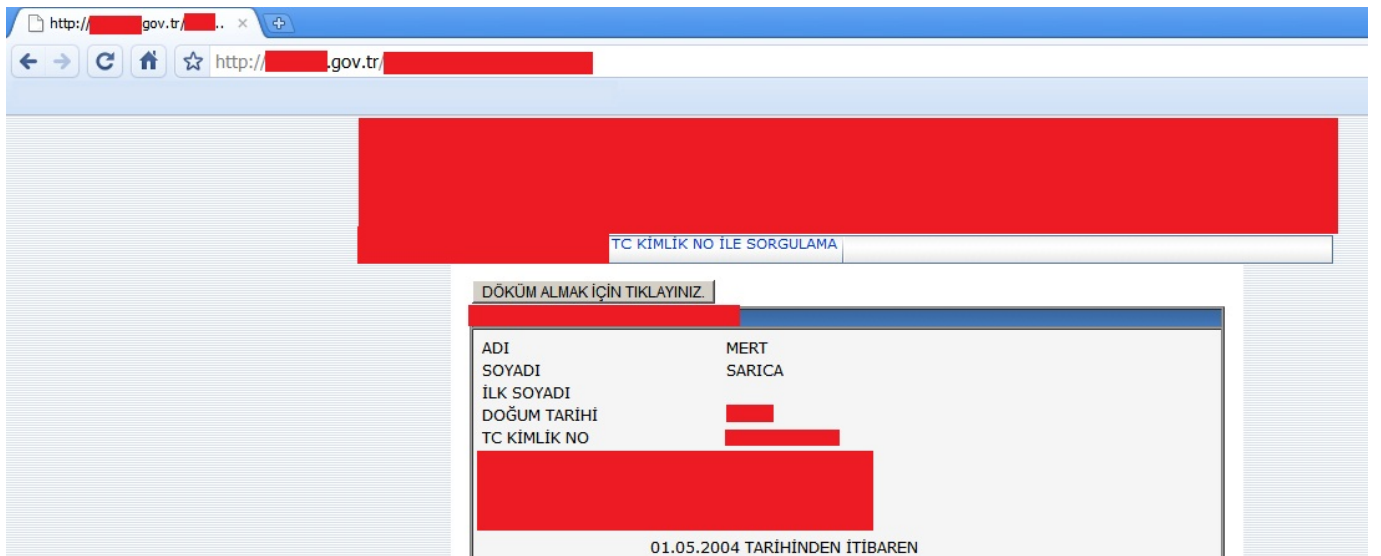 http:// gov.tr/ ..
http:// .gov.tr/
TC KİMLİK NO İLE SORGULAMA
DÖKÜM ALMAK İÇİN TIKLAYINIZ.
ADI MERT
SOYADI SARICA
İLK SOYADI
DOĞUM TARİHİ
TC KİMLİK NO
01.05.2004 TARİHİNDEN İTİBAREN